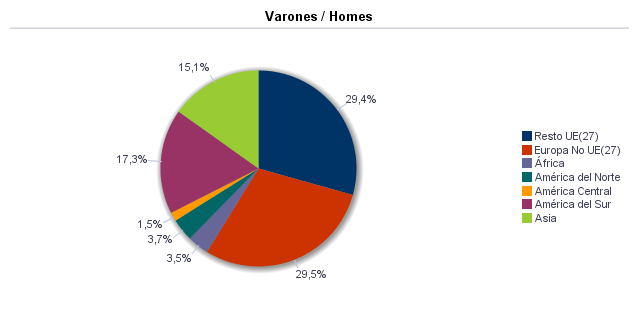 Varones / Homes
15,1%
29,4%
17,3%
1,5%
3,7%
3,5%
29,5%
Resto UE(27)
Europa No UE(27)
África
América del Norte
América Central
América del Sur
Asia